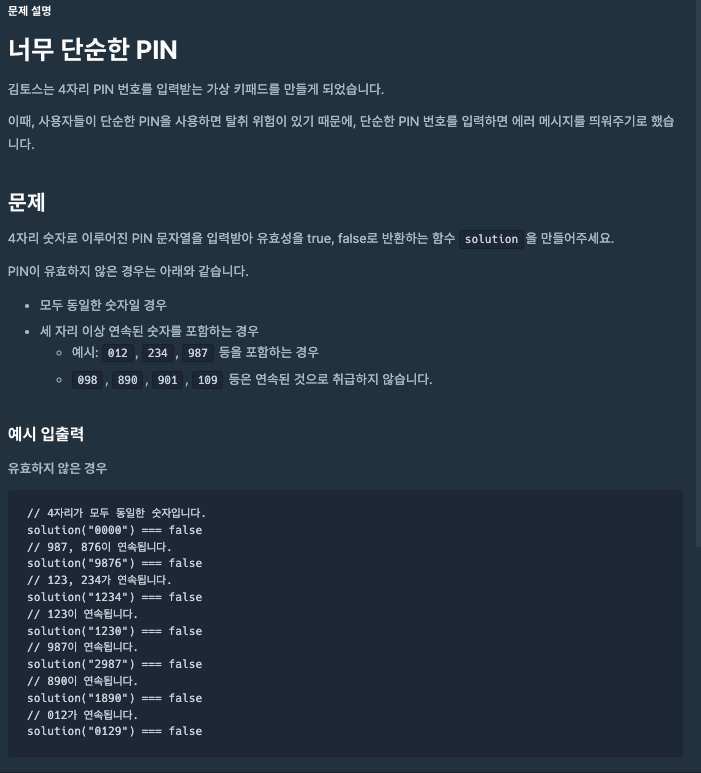 문제 설명
너무 단순한 PIN
김토스는 4자리 PIN 번호를 입력받는 가상 키패드를 만들게 되었습니다.
이때, 사용자들이 단순한 PIN을 사용하면 탈취 위험이 있기 때문에, 단순한 PIN 번호를 입력하면 에러 메시지를 띄워주기로 했습
니다.
문제
4자리 숫자로 이루어진 PIN 문자열을 입력받아 유효성을 true, false로 반환하는 함수 solution 을 만들어주세요.
PIN이 유효하지 않은 경우는 아래와 같습니다.
• 모두 동일한 숫자일 경우
• 세 자리 이상 연속된 숫자를 포함하는 경우
◦ 예시: 012 , 234 , 987 등을 포함하는 경우
◦ 098 , 890 , 901 , 109 등은 연속된 것으로 취급하지 않습니다.
예시 입출력
유효하지 않은 경우
// 4자리가 모두 동일한 숫자입니다.
solution("0000") === false
// 987, 876이 연속됩니다.
solution("9876") === false
// 123, 234가 연속됩니다.
solution("1234") === false
// 123이 연속됩니다.
solution("1230") === false
// 987이 연속됩니다.
solution("2987") === false
// 890이 연속됩니다.
solution("1890") === false
// 012가 연속됩니다.
solution("0129") === false